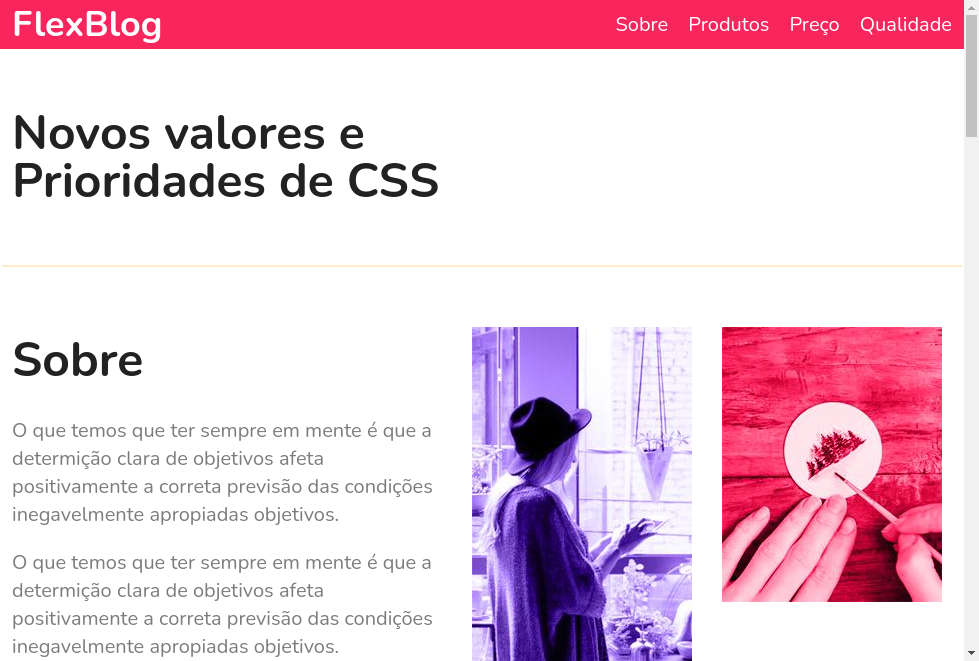 FlexBlog
Sobre Produtos Preço Qualidade
Novos valores e
Prioridades de CSS
Sobre
O que temos que ter sempre em mente é que a
determição clara de objetivos afeta
positivamente a correta previsão das condições
inegavelmente apropiadas objetivos.
O que temos que ter sempre em mente é que a
determição clara de objetivos afeta
positivamente a correta previsão das condições
inegavelmente apropiadas objetivos.